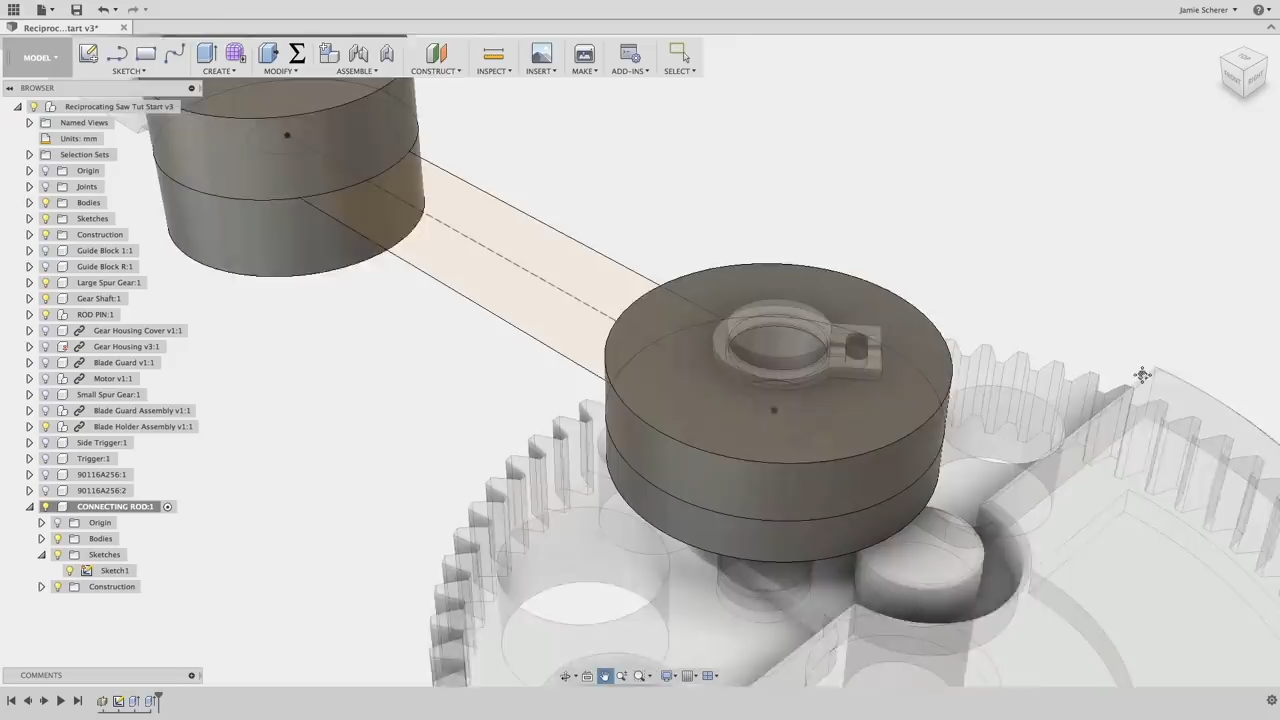 Jamie Scherer
Reciproc...tart v3*
MODEL
SKETCH
CREATE
MODIFY
ASSEMBLE
CONSTRUCT
INSPECT
INSERT
MAKE
ADD-INS
SELECT
BROWSER
Reciprocating Saw Tut Start v3
Named Views
Units: mm
Selection Sets
Origin
Joints
Bodies
Sketches
Construction
Guide Block 1:1
Guide Block R:1
Large Spur Gear:1
Gear Shaft:1
ROD PIN:1
Gear Housing Cover v1:1
Gear Housing v3:1
Blade Guard v1:1
Motor v1:1
Small Spur Gear:1
Blade Guard Assembly v1:1
Blade Holder Assembly v1:1
Side Trigger:1
Trigger:1
90116A256:1
90116A256:2
CONNECTING ROD:1
Origin
Bodies
Sketches
Sketch1
Construction
TOP
FRONT
RIGHT
COMMENTS